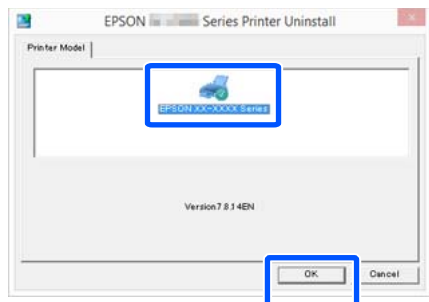 EPSON Series Printer Uninstall
Printer Model
EPSON XX-XXXX Series
Version7.8.14EN
OK Cancel